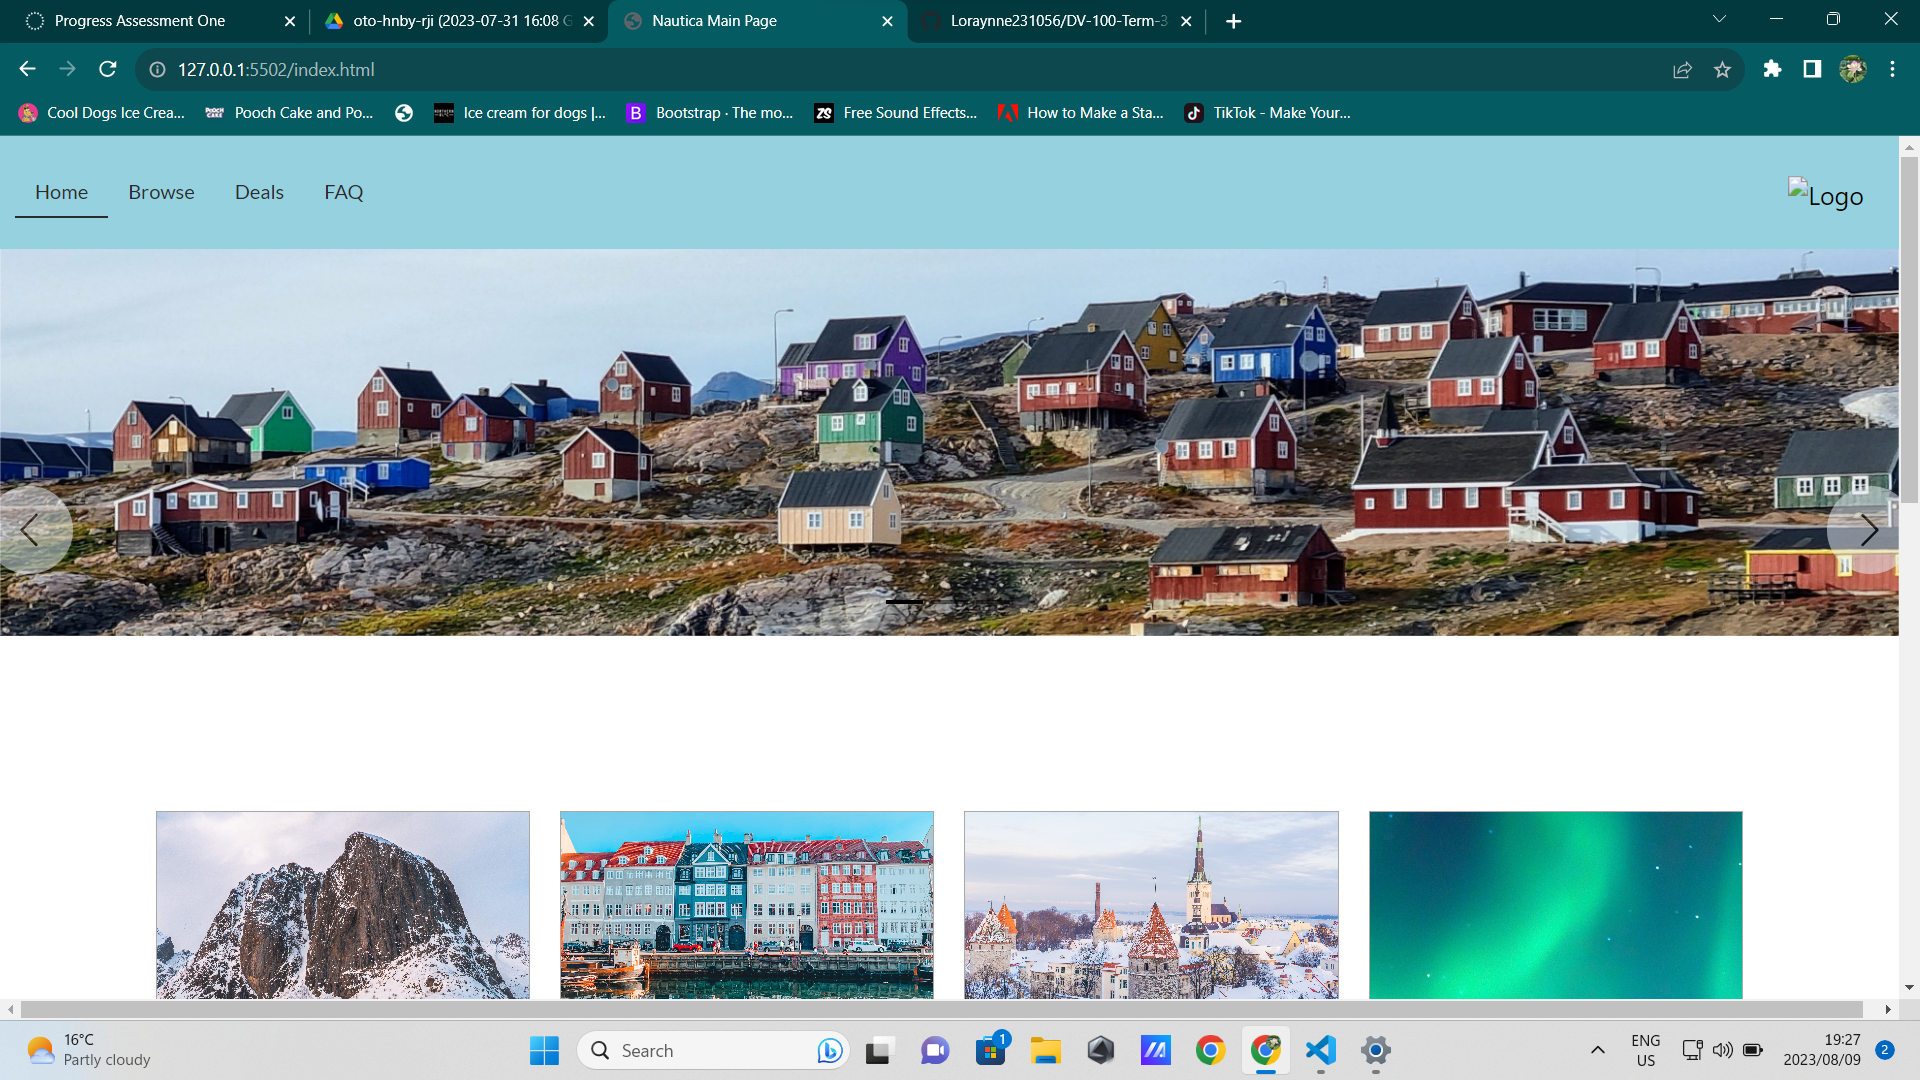 Progress Assessment One
oto-hnby-rji (2023-07-31 16:08 G
Nautica Main Page
Loraynne231056/DV-100-Term-3
127.0.0.1:5502/index.html
Cool Dogs Ice Crea...
Pooch Cake and Po...
Ice cream for dogs |...
B
Bootstrap · The mo...
Free Sound Effects...
How to Make a Sta...
TikTok - Make Your...
Home
Browse
Deals
FAQ
Logo
16°C
Partly cloudy
Search
1
ENG
US
19:27
2023/08/09
2